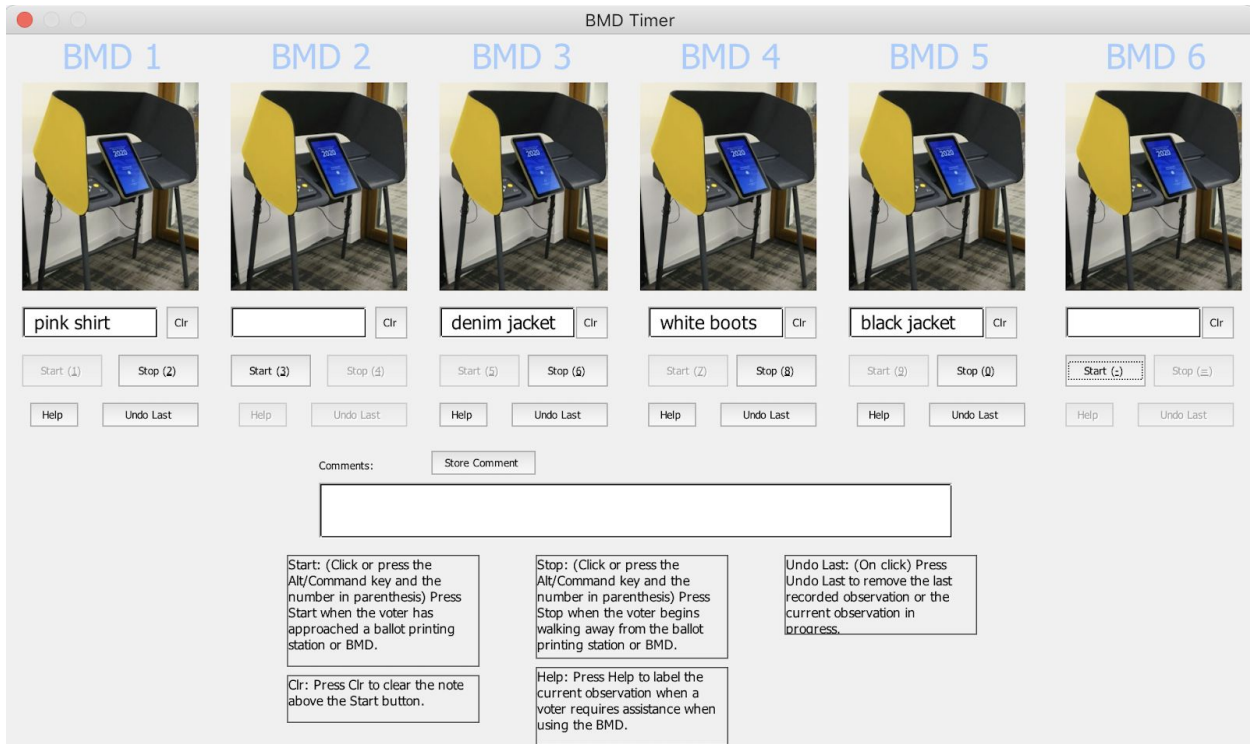 BMD Timer
BMD 1 BMD 2 BMD 3 BMD 4 BMD 5 BMD 6
2020 2020 2020 2020 2020 2020
pink shirt Clr Clr denim jacket Clr white boots Clr black jacket Clr Clr
Start (1) Stop (2) Start (3) Stop (4) Start (5) Stop (6) Start (7) Stop (8) Start (9) Stop (0) Start (-) Stop (=)
Help Undo Last Help Undo Last Help Undo Last Help Undo Last Help Undo Last Help Undo Last
Comments: Store Comment
Start: (Click or press the
Alt/Command key and the
number in parenthesis) Press
Start when the voter has
approached a ballot printing
station or BMD.
Clr: Press Clr to clear the note
above the Start button.
Stop: (Click or press the
Alt/Command key and the
number in parenthesis) Press
Stop when the voter begins
walking away from the ballot
printing station or BMD.
Help: Press Help to label the
current observation when a
voter requires assistance when
using the BMD.
Undo Last: (On click) Press
Undo Last to remove the last
recorded observation or the
current observation in
progress.